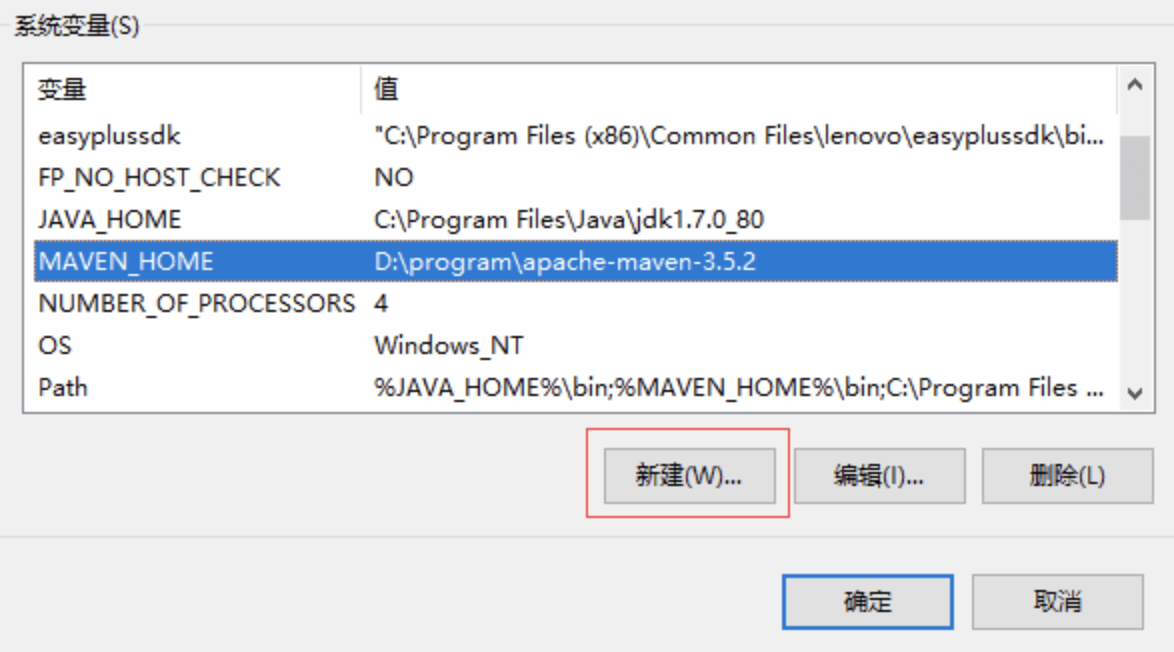 系统变量(S)
变量 值
easyplussdk "C:\Program Files (x86)\Common Files\lenovo\easyplussdk\bi...
FP_NO_HOST_CHECK NO
JAVA_HOME C:\Program Files\Java\jdk1.7.0_80
MAVEN_HOME D:\program\apache-maven-3.5.2
NUMBER_OF_PROCESSORS 4
OS Windows_NT
Path %JAVA_HOME%\bin;%MAVEN_HOME%\bin;C:\Program Files ...
新建(W)... 编辑(I)... 删除(L)
确定 取消